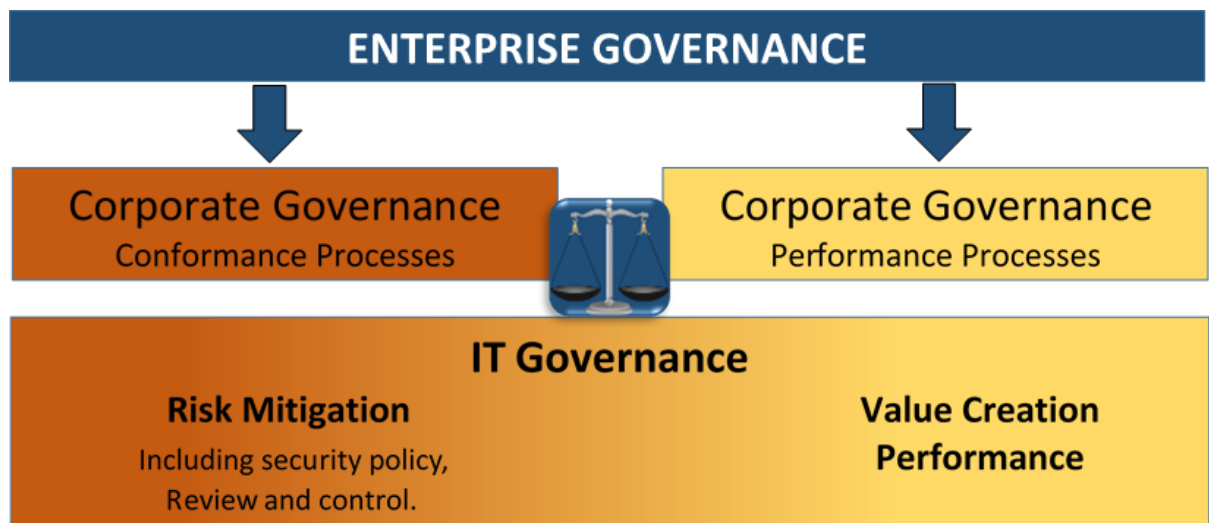 ENTERPRISE GOVERNANCE
Corporate Governance
Conformance Processes
Corporate Governance
Performance Processes
IT Governance
Risk Mitigation
Including security policy,
Review and control.
Value Creation
Performance